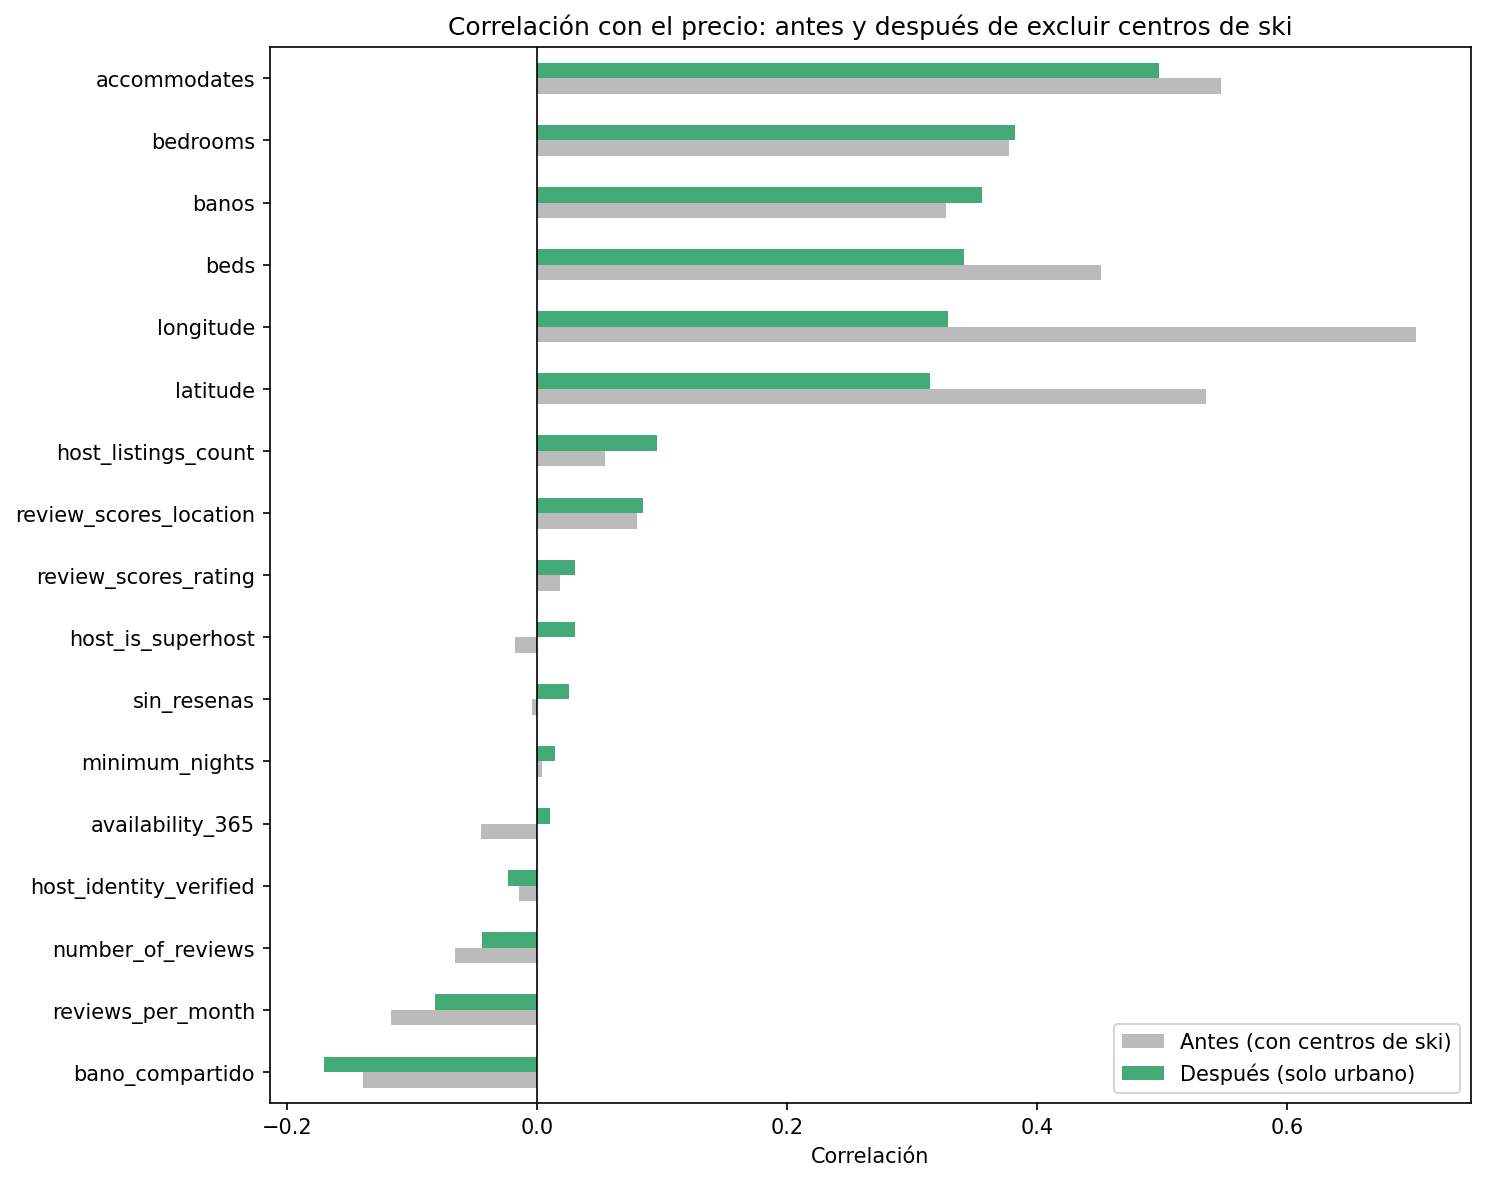 Correlación con el precio: antes y después de excluir centros de ski
accommodates
bedrooms
banos
beds
longitude
latitude
host_listings_count
review_scores_location
review_scores_rating
host_is_superhost
sin_resenas
minimum_nights
availability_365
host_identity_verified
number_of_reviews
reviews_per_month
bano_compartido
Antes (con centros de ski)
Después (solo urbano)
−0.2 0.0 0.2 0.4 0.6
Correlación